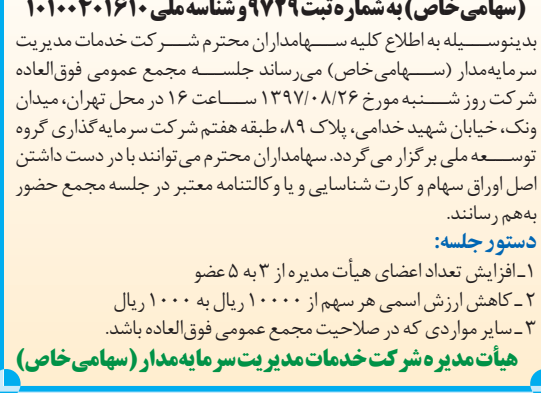 (سهامی‌خاص) به شماره ثبت ۹۷۲۹ و شناسه ملی ۱۰۱۰۰۴۰۱۶۱۰
بدینوسیله به اطلاع کلیه سهامداران محترم شرکت خدمات مدیریت
سرمایه‌مدار (سهامی‌خاص) می‌رساند جلسه مجمع عمومی فوق‌العاده
شرکت روز شنبه مورخ ۱۳۹۷/۰۸/۲۶ ساعت ۱۶ در محل تهران، میدان
ونک، خیابان شهید خدامی، پلاک ۸۹، طبقه هفتم شرکت سرمایه‌گذاری گروه
توسعه ملی برگزار می‌گردد. سهامداران محترم می‌توانند با در دست داشتن
اصل اوراق سهام و کارت شناسایی و یا وکالتنامه معتبر در جلسه مجمع حضور
به‌هم رسانند.
دستور جلسه:
۱ـ افزایش تعداد اعضای هیأت مدیره از ۳ به ۵ عضو
۲ـ کاهش ارزش اسمی هر سهم از ۱۰۰۰۰ ریال به ۱۰۰۰ ریال
۳ـ سایر مواردی که در صلاحیت مجمع عمومی فوق‌العاده باشد.
هیأت مدیره شرکت خدمات مدیریت سرمایه‌مدار (سهامی‌خاص)